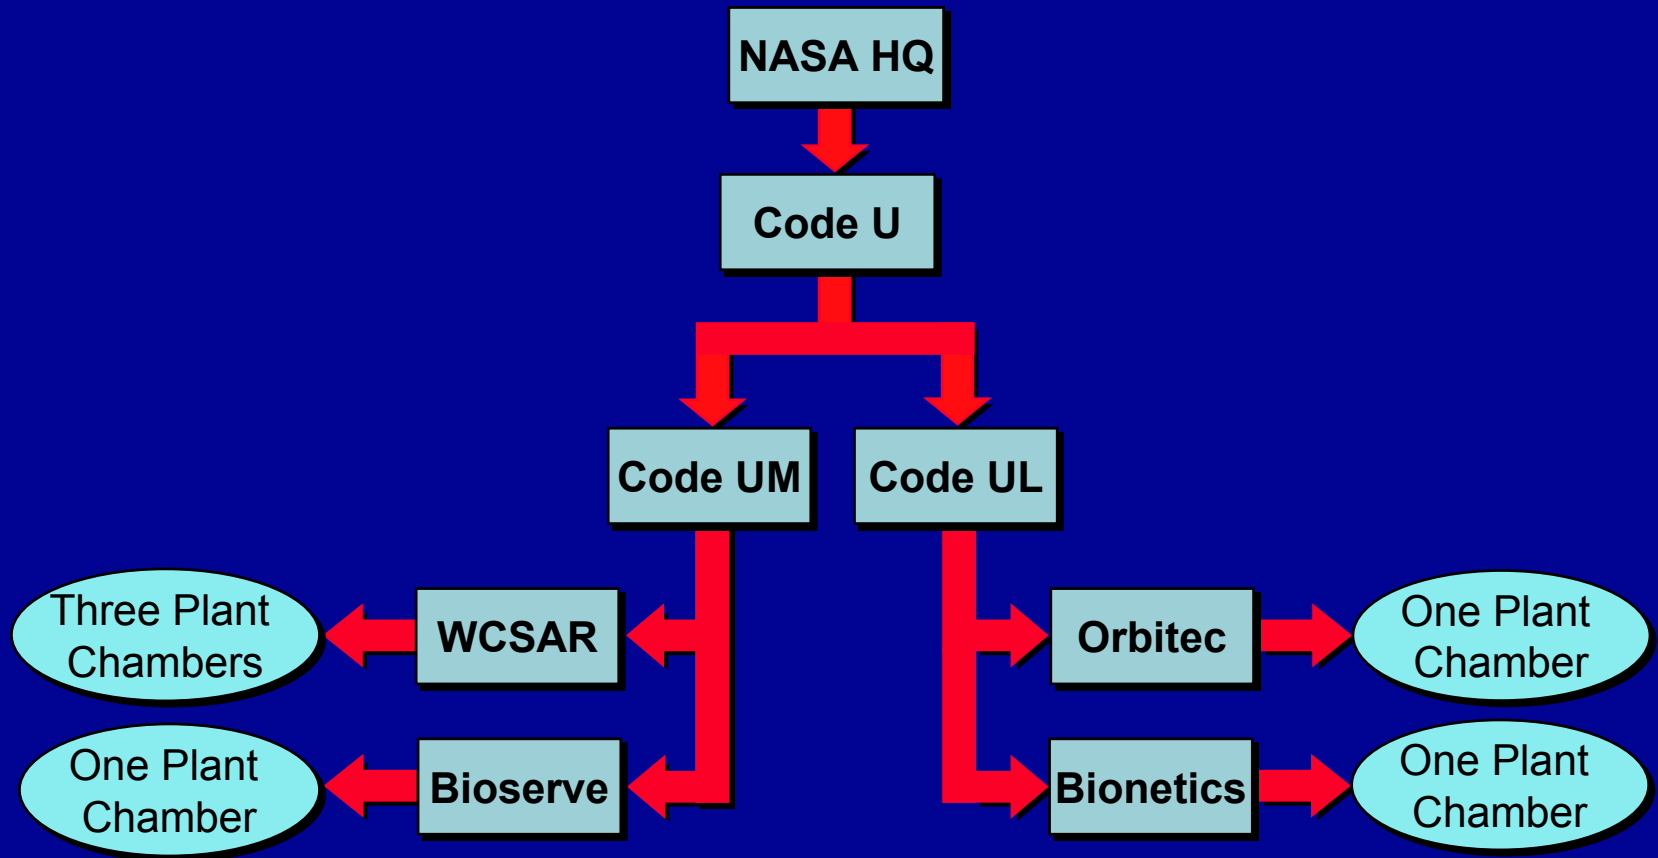 NASA HQ
Code U
Code UM
Code UL
Three Plant
Chambers
WCSAR
Orbitec
One Plant
Chamber
One Plant
Chamber
Bioserve
Bionetics
One Plant
Chamber